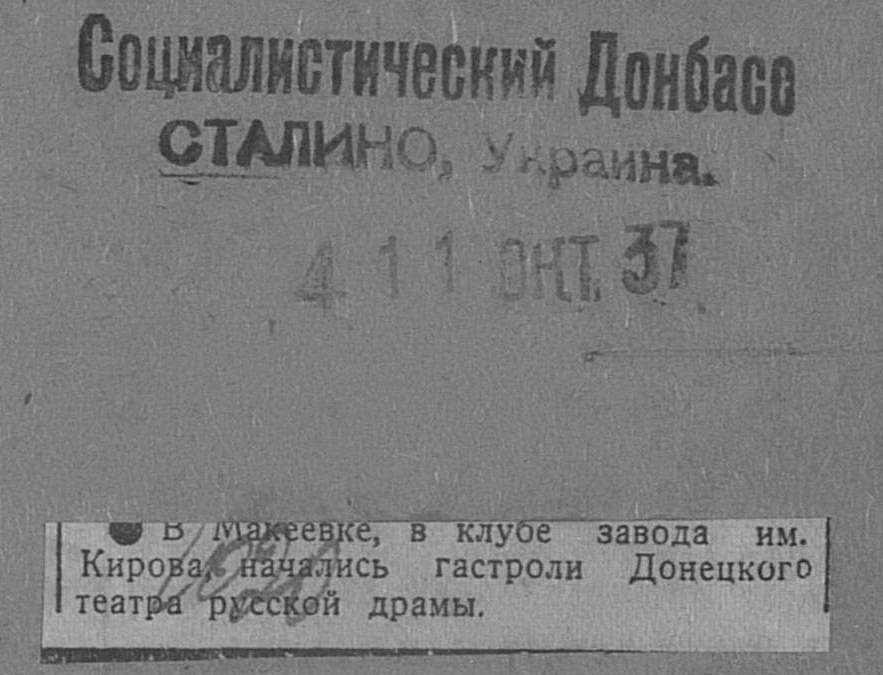 Социалистический Донбасс
СТАЛИНО, Украина.
4 11 ОКТ. 37
● В Макеевке, в клубе завода им.
Кирова, начались гастроли Донецкого
театра русской драмы.